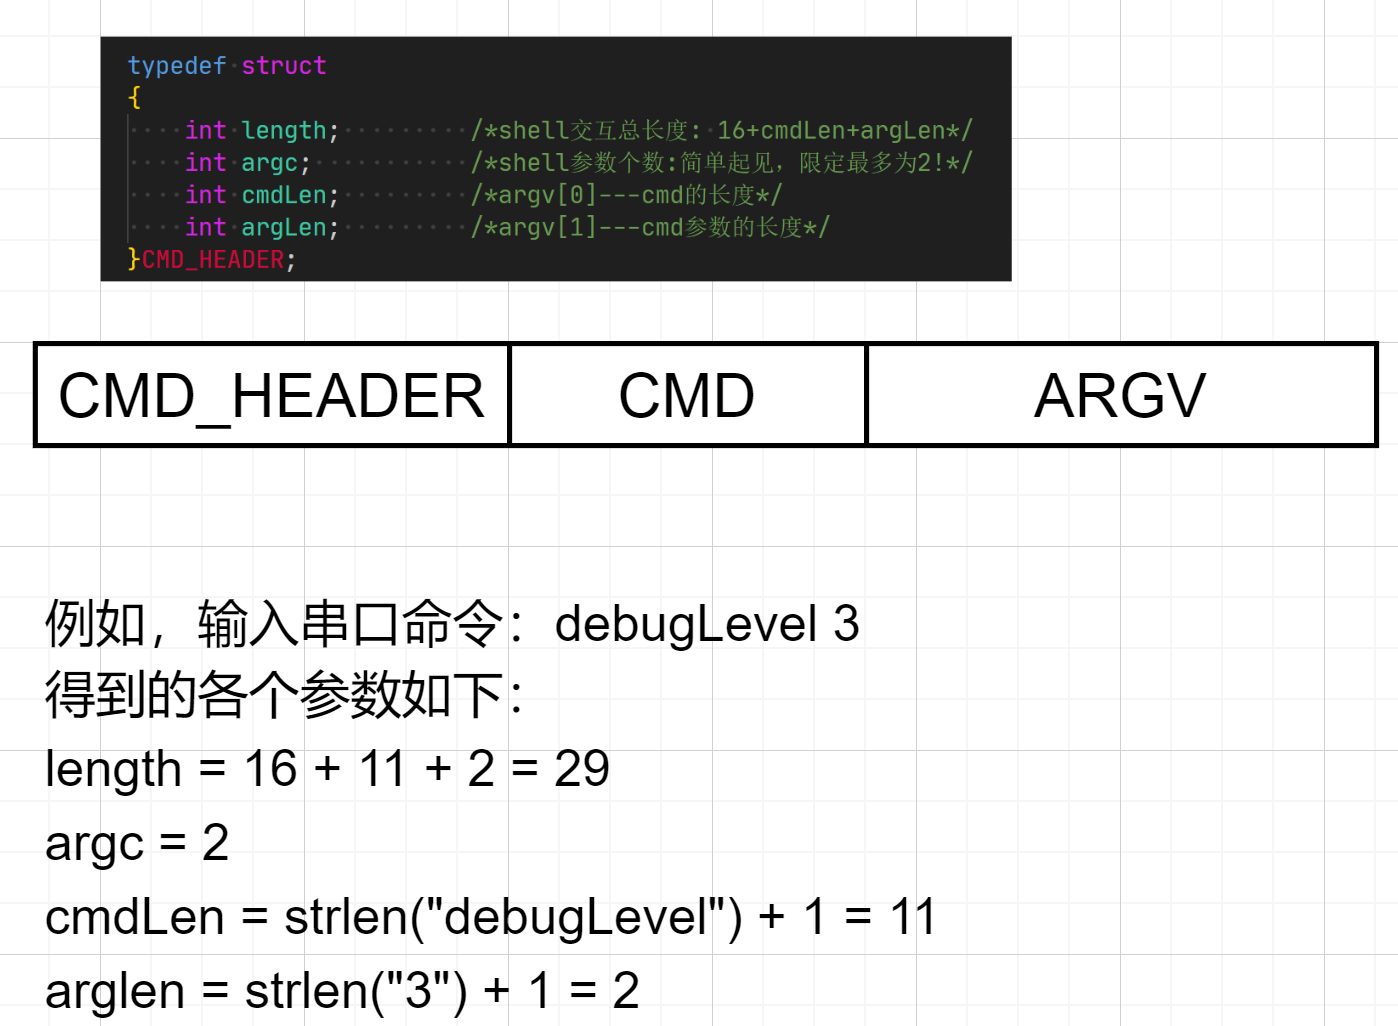 typedef struct
{
int length; /*shell交互总长度: 16+cmdLen+argLen*/
int argc; /*shell参数个数:简单起见，限定最多为2!*/
int cmdLen; /*argv[0]---cmd的长度*/
int argLen; /*argv[1]---cmd参数的长度*/
}CMD_HEADER;
CMD_HEADER CMD ARGV
例如，输入串口命令：debugLevel 3
得到的各个参数如下：
length = 16 + 11 + 2 = 29
argc = 2
cmdLen = strlen("debugLevel") + 1 = 11
arglen = strlen("3") + 1 = 2